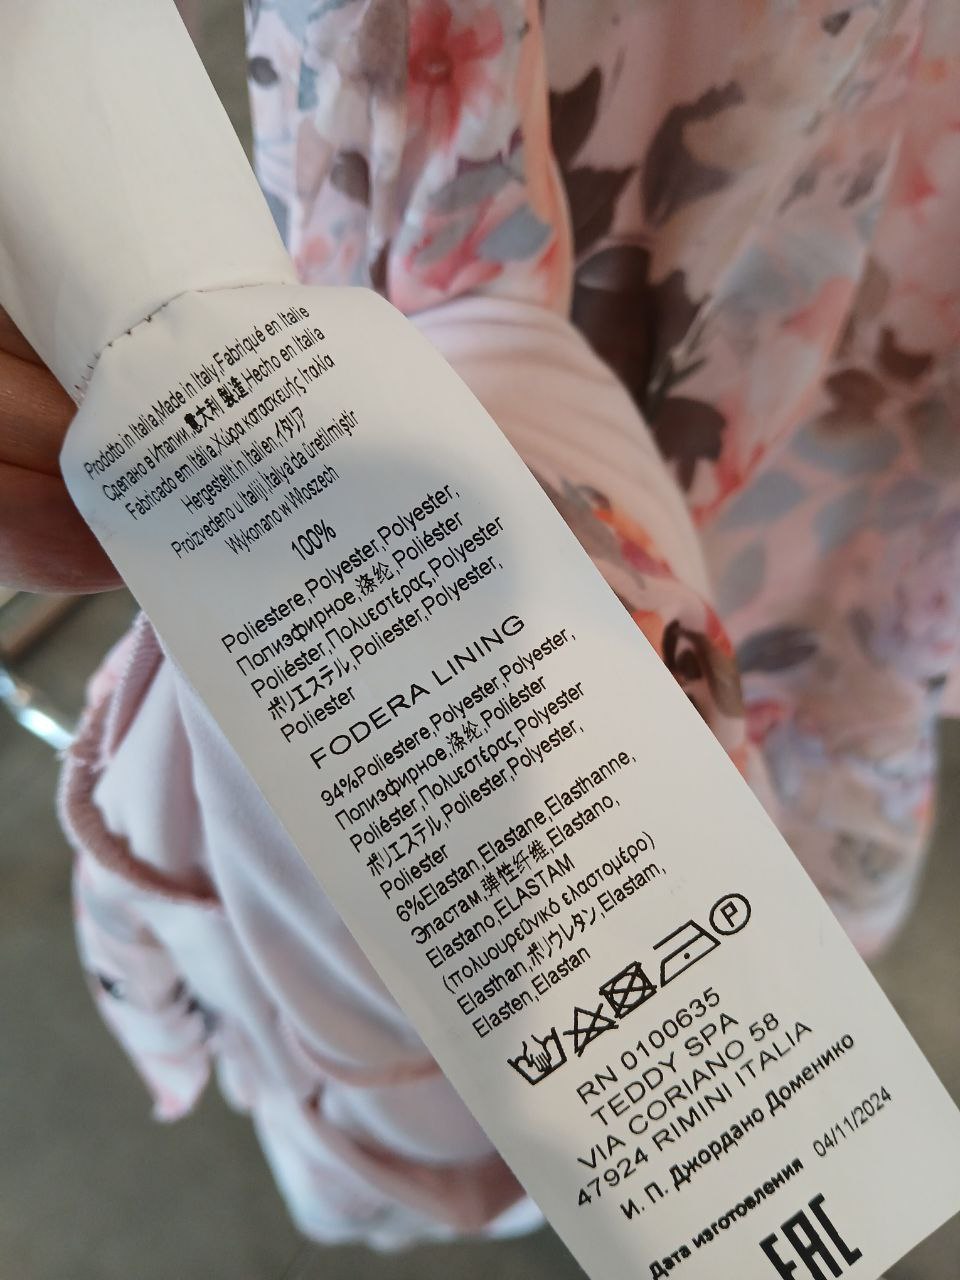 Prodotto in Italia,Made in Italy,Fabriqué en Italie
Сделано в Италии,意大利 製造 Hecho en Italia
Fabricado em Itália,Χώρα κατασκευής Ιταλία
Hergestellt in Italien イタリア
Proizvedeno u Italiji,İtalya'da üretilmiştir
Wykonano w Włoszech
100%
Poliestere,Polyester,Polyester,
Полиэфирное,涤纶,Poliéster
Poliéster,Πολυεστέρας,Polyester
ポリエステル,Poliester,Polyester,
Poliester
FODERA LINING
94%Poliestere,Polyester,Polyester,
Полиэфирное,涤纶,Poliéster
Poliéster,Πολυεστέρας,Polyester
ポリエステル,Poliester,Polyester,
Poliester
6%Elastan,Elastane,Elasthanne,
Эластам,弹性纤维,Elastano,
Elastano,ELASTAM
(πολυουρεθνικό ελαστομερο)
Elasthan,ポリウレタン,Elastam,
Elasten,Elastan
P
RN 0100635
TEDDY SPA
VIA CORIANO 58
47924 RIMINI ITALIA
И. П. Джордано Доменико
Дата изготовления 04/11/2024
EAC